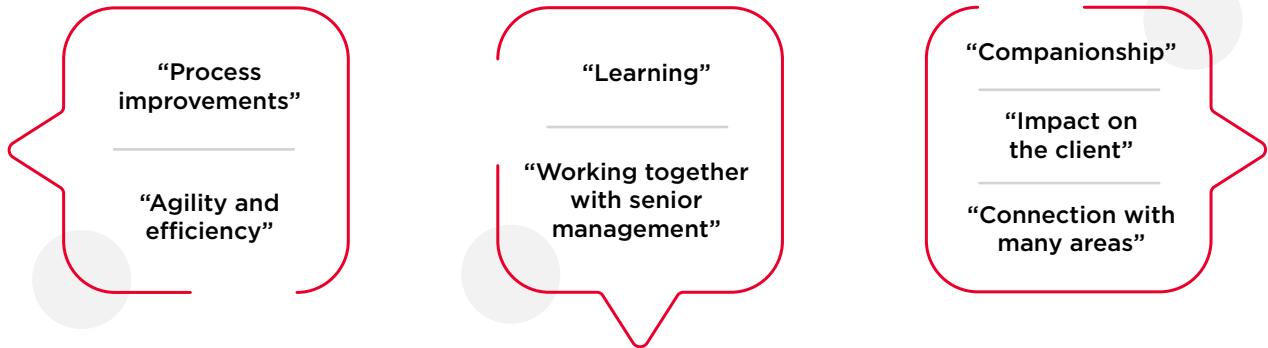 “Process
improvements”
“Agility and
efficiency”
“Learning”
“Working together
with senior
management”
“Companionship”
“Impact on
the client”
“Connection with
many areas”